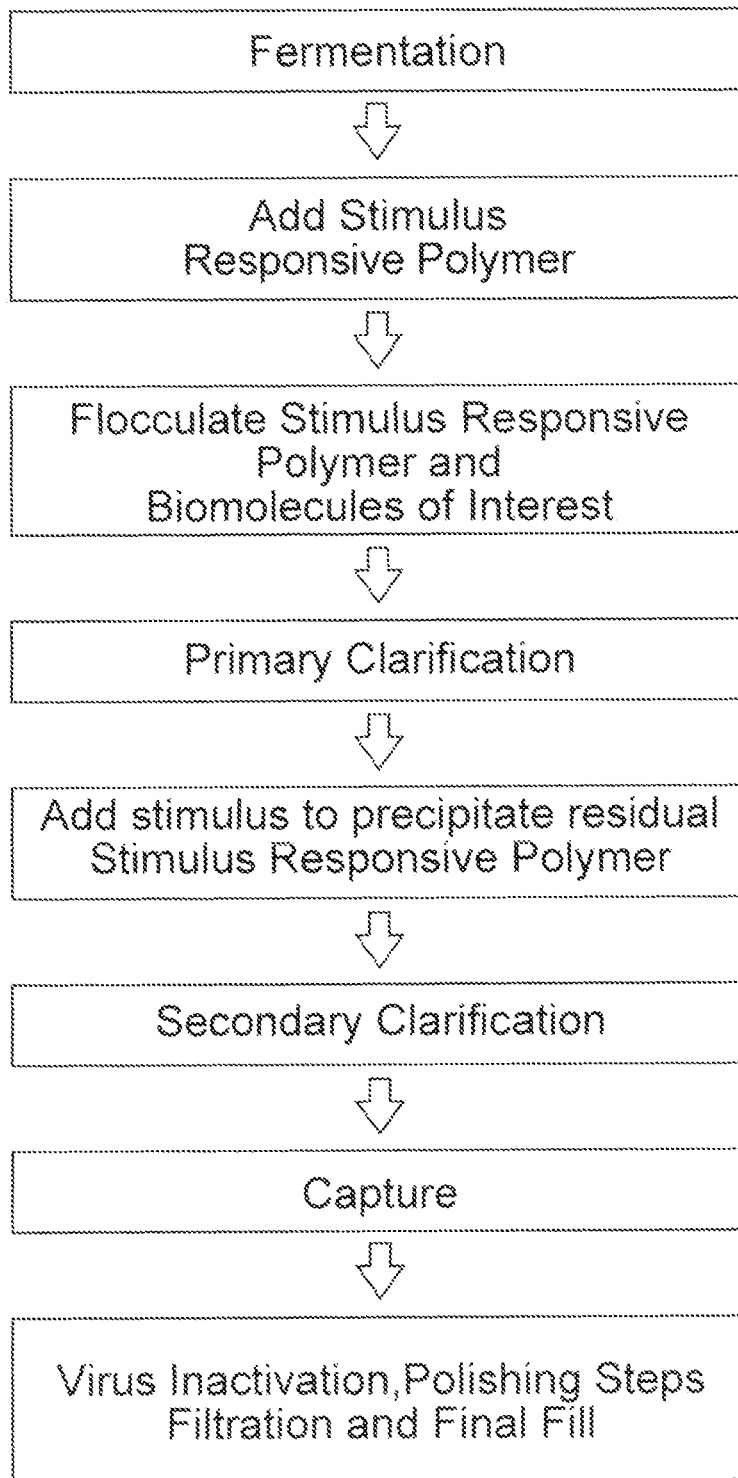 Fermentation
Add Stimulus
Responsive Polymer
Flocculate Stimulus Responsive
Polymer and
Biomolecules of Interest
Primary Clarification
Add stimulus to precipitate residual
Stimulus Responsive Polymer
Secondary Clarification
Capture
Virus Inactivation,Polishing Steps
Filtration and Final Fill